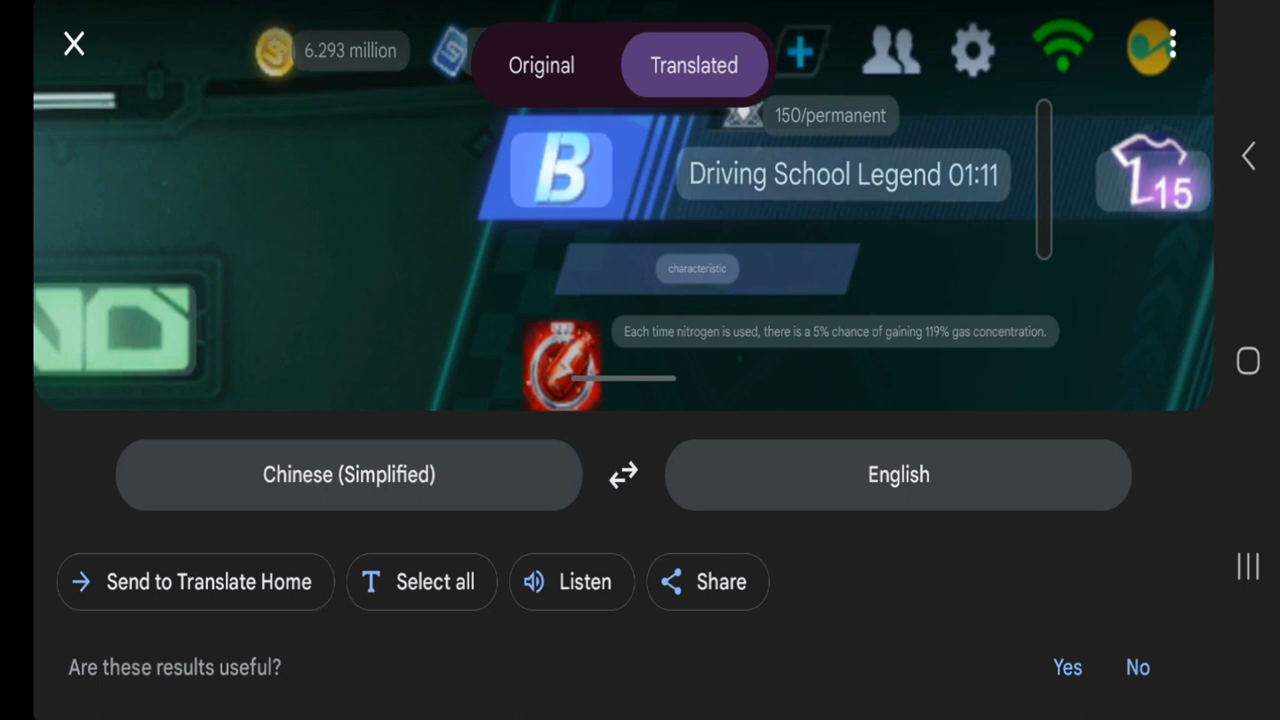 6.293 million
Original
Translated
150/permanent
B
Driving School Legend 01:11
15
characteristic
Each time nitrogen is used, there is a 5% chance of gaining 119% gas concentration.
Chinese (Simplified)
English
Send to Translate Home
Select all
Listen
Share
Are these results useful?
Yes
No